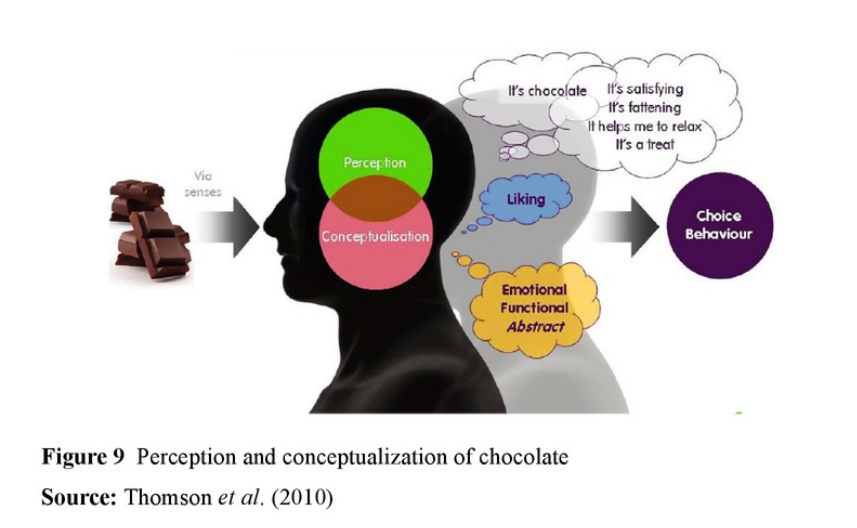 It's chocolate
It's satisfying
It's fattening
It helps me to relax
It's a treat
Via
senses
Perception
Conceptualisation
Liking
Emotional
Functional
Abstract
Choice
Behaviour
Figure 9 Perception and conceptualization of chocolate
Source: Thomson et al. (2010)